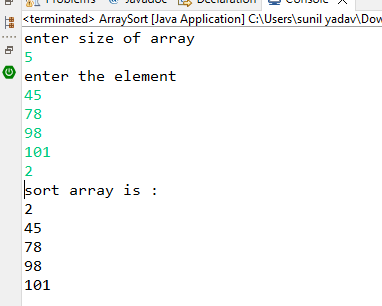 Problems @ Javadoc Declaration Console
<terminated> ArraySort [Java Application] C:\Users\sunil yadav\Dow
enter size of array
5
enter the element
45
78
98
101
2
sort array is :
2
45
78
98
101